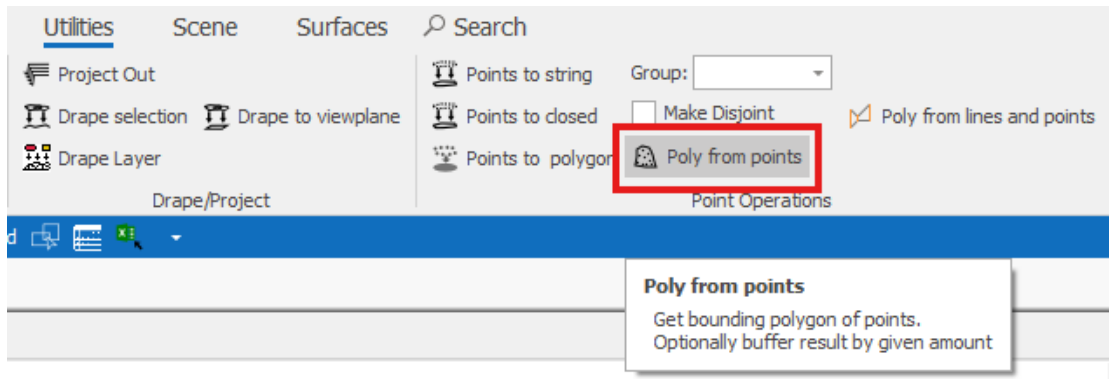 Utilities Scene Surfaces Search
Project Out
Drape selection Drape to viewplane
Drape Layer
Drape/Project
Points to string Group:
Points to closed Make Disjoint Poly from lines and points
Points to polygon Poly from points
Point Operations
d
Poly from points
Get bounding polygon of points.
Optionally buffer result by given amount